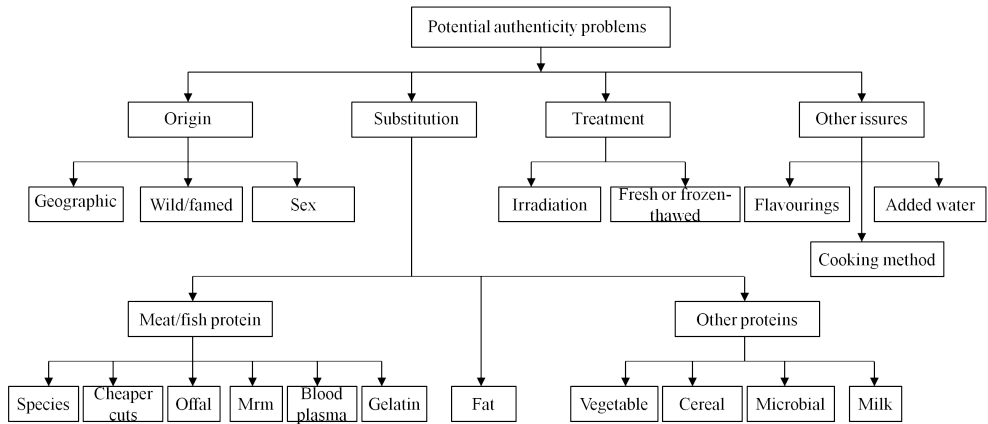 Potential authenticity problems
Origin
Substitution
Treatment
Other issures
Geographic
Wild/famed
Sex
Irradiation
Fresh or frozen-
thawed
Flavourings
Added water
Cooking method
Meat/fish protein
Other proteins
Species
Cheaper
cuts
Offal
Mrm
Blood
plasma
Gelatin
Fat
Vegetable
Cereal
Microbial
Milk